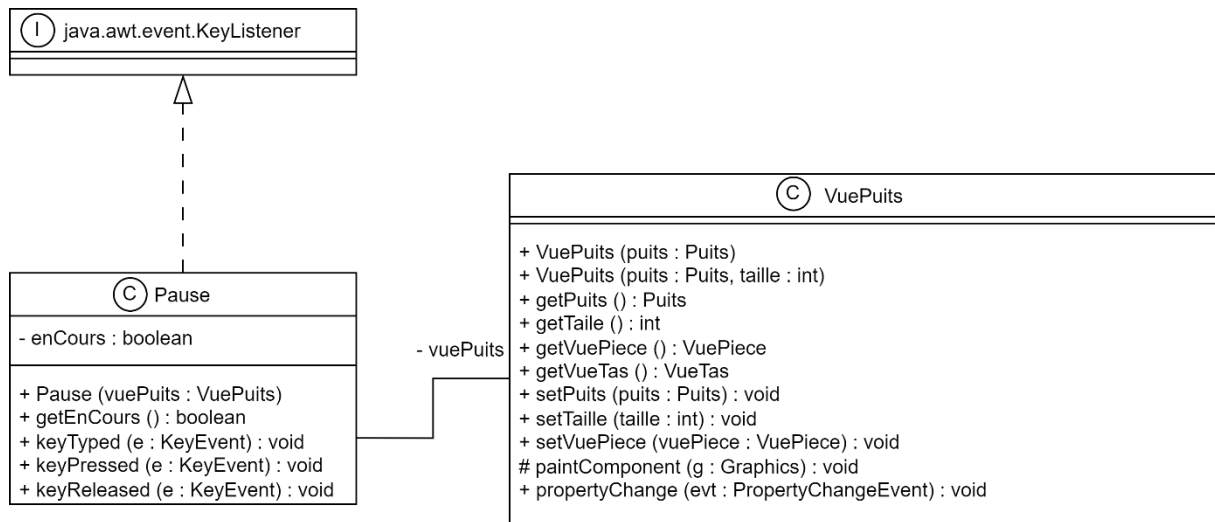 I java.awt.event.KeyListener
C VuePuits
+ VuePuits (puits : Puits)
+ VuePuits (puits : Puits, taille : int)
+ getPuits () : Puits
+ getTaile () : int
+ getVuePiece () : VuePiece
+ getVueTas () : VueTas
+ setPuits (puits : Puits) : void
+ setTaille (taille : int) : void
+ setVuePiece (vuePiece : VuePiece) : void
# paintComponent (g : Graphics) : void
+ propertyChange (evt : PropertyChangeEvent) : void
C Pause
- enCours : boolean
+ Pause (vuePuits : VuePuits)
+ getEnCours () : boolean
+ keyTyped (e : KeyEvent) : void
+ keyPressed (e : KeyEvent) : void
+ keyReleased (e : KeyEvent) : void
- vuePuits